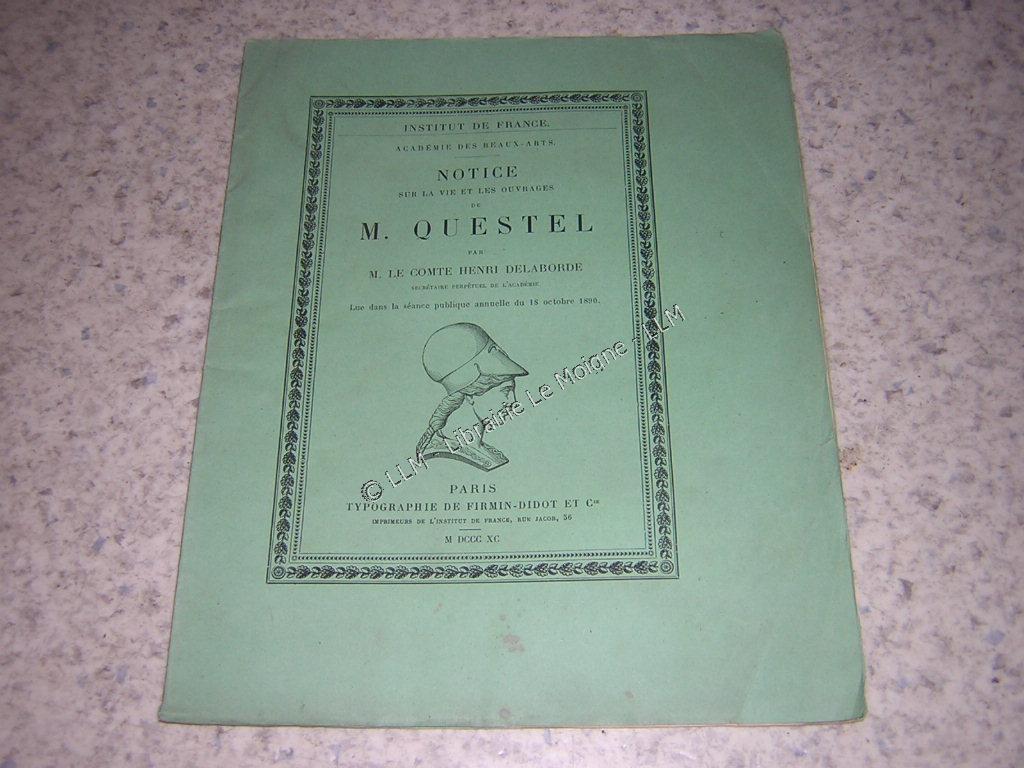 INSTITUT DE FRANCE.
ACADÉMIE DES BEAUX-ARTS.
NOTICE
SUR LA VIE ET LES OUVRAGES
DE
M. QUESTEL
PAR
M. LE COMTE HENRI DELABORDE
SECRÉTAIRE PERPÉTUEL DE L'ACADÉMIE
Lue dans la séance publique annuelle du 18 octobre 1890.
© LLM - Librairie Le Moigne - LLM
PARIS
TYPOGRAPHIE DE FIRMIN-DIDOT ET Cie
IMPRIMEURS DE L'INSTITUT DE FRANCE, RUE JACOB, 56
M DCCC XC